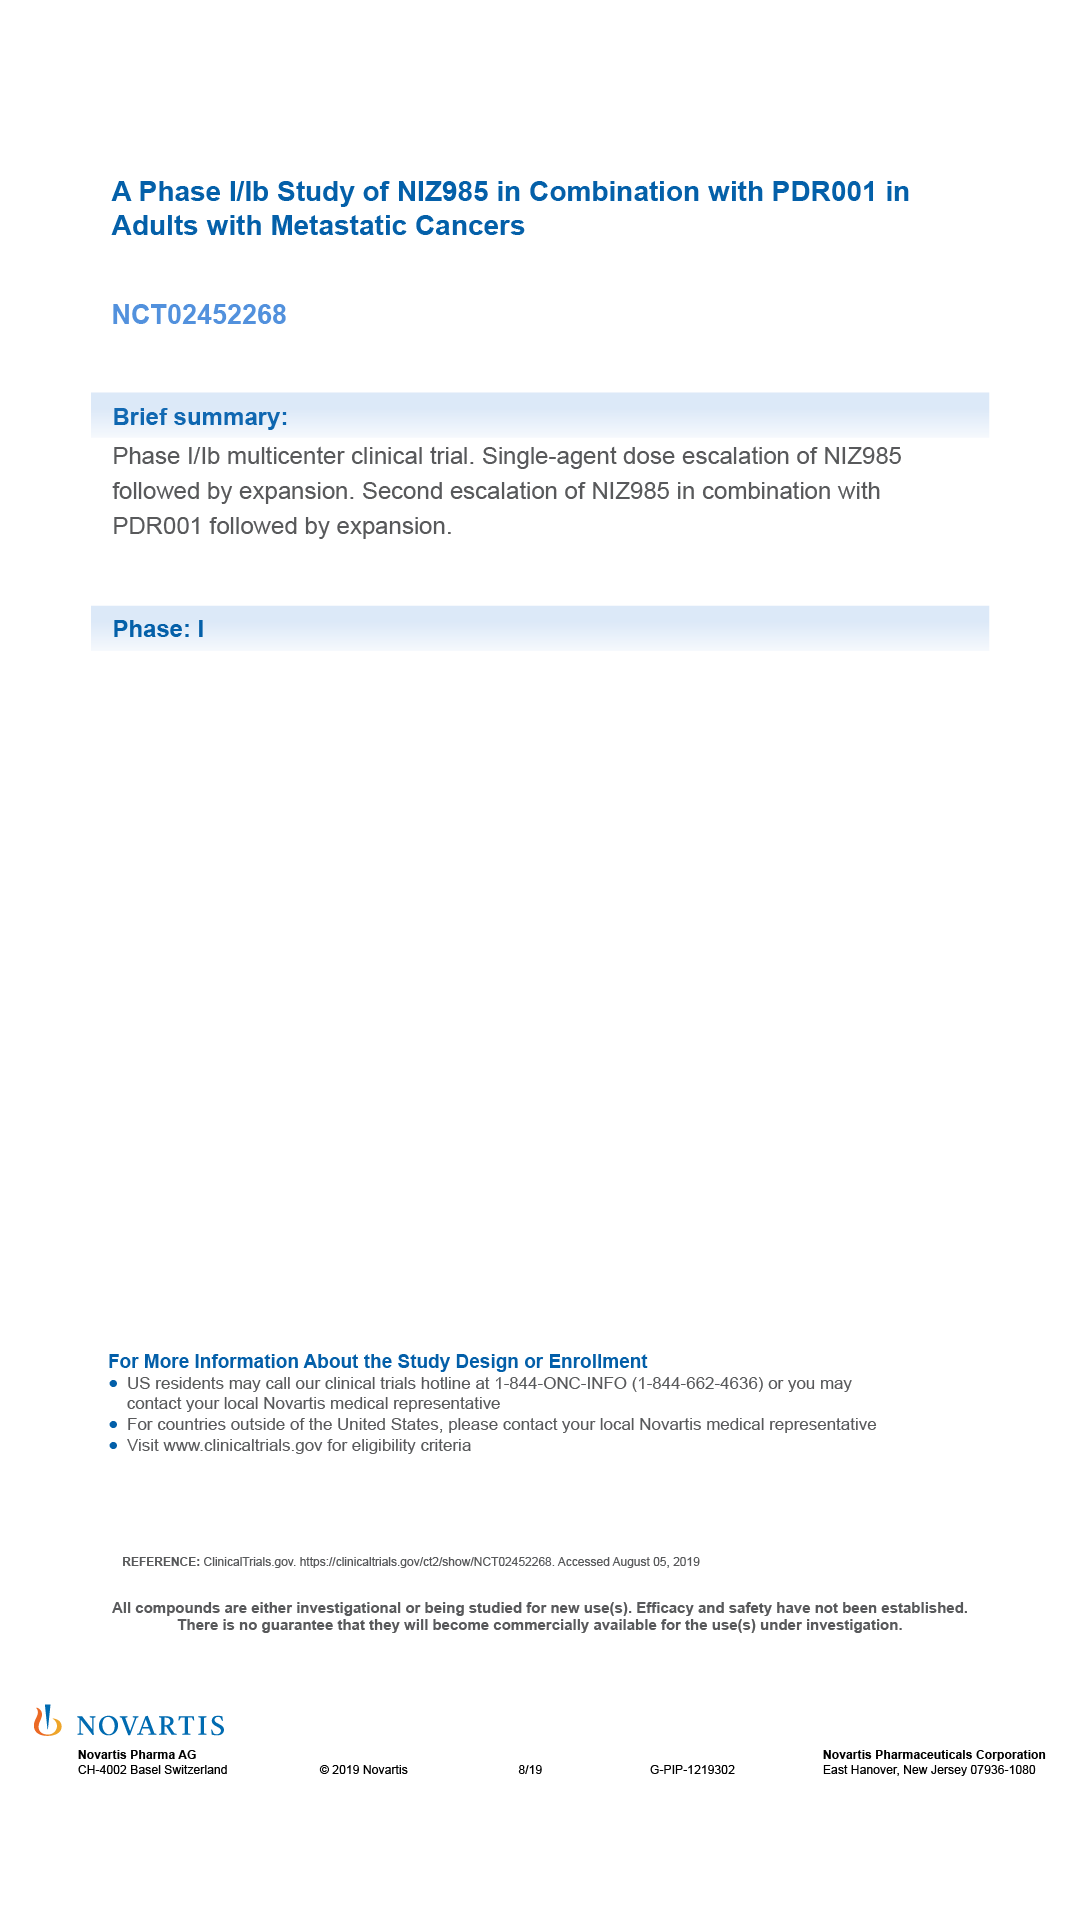 A Phase I/Ib Study of NIZ985 in Combination with PDR001 in
Adults with Metastatic Cancers
NCT02452268
Brief summary:
Phase I/Ib multicenter clinical trial. Single-agent dose escalation of NIZ985
followed by expansion. Second escalation of NIZ985 in combination with
PDR001 followed by expansion.
Phase: I
For More Information About the Study Design or Enrollment
● US residents may call our clinical trials hotline at 1-844-ONC-INFO (1-844-662-4636) or you may
contact your local Novartis medical representative
● For countries outside of the United States, please contact your local Novartis medical representative
● Visit www.clinicaltrials.gov for eligibility criteria
REFERENCE: ClinicalTrials.gov. https://clinicaltrials.gov/ct2/show/NCT02452268. Accessed August 05, 2019
All compounds are either investigational or being studied for new use(s). Efficacy and safety have not been established.
There is no guarantee that they will become commercially available for the use(s) under investigation.
NOVARTIS
Novartis Pharma AG
CH-4002 Basel Switzerland
© 2019 Novartis
8/19
G-PIP-1219302
Novartis Pharmaceuticals Corporation
East Hanover, New Jersey 07936-1080